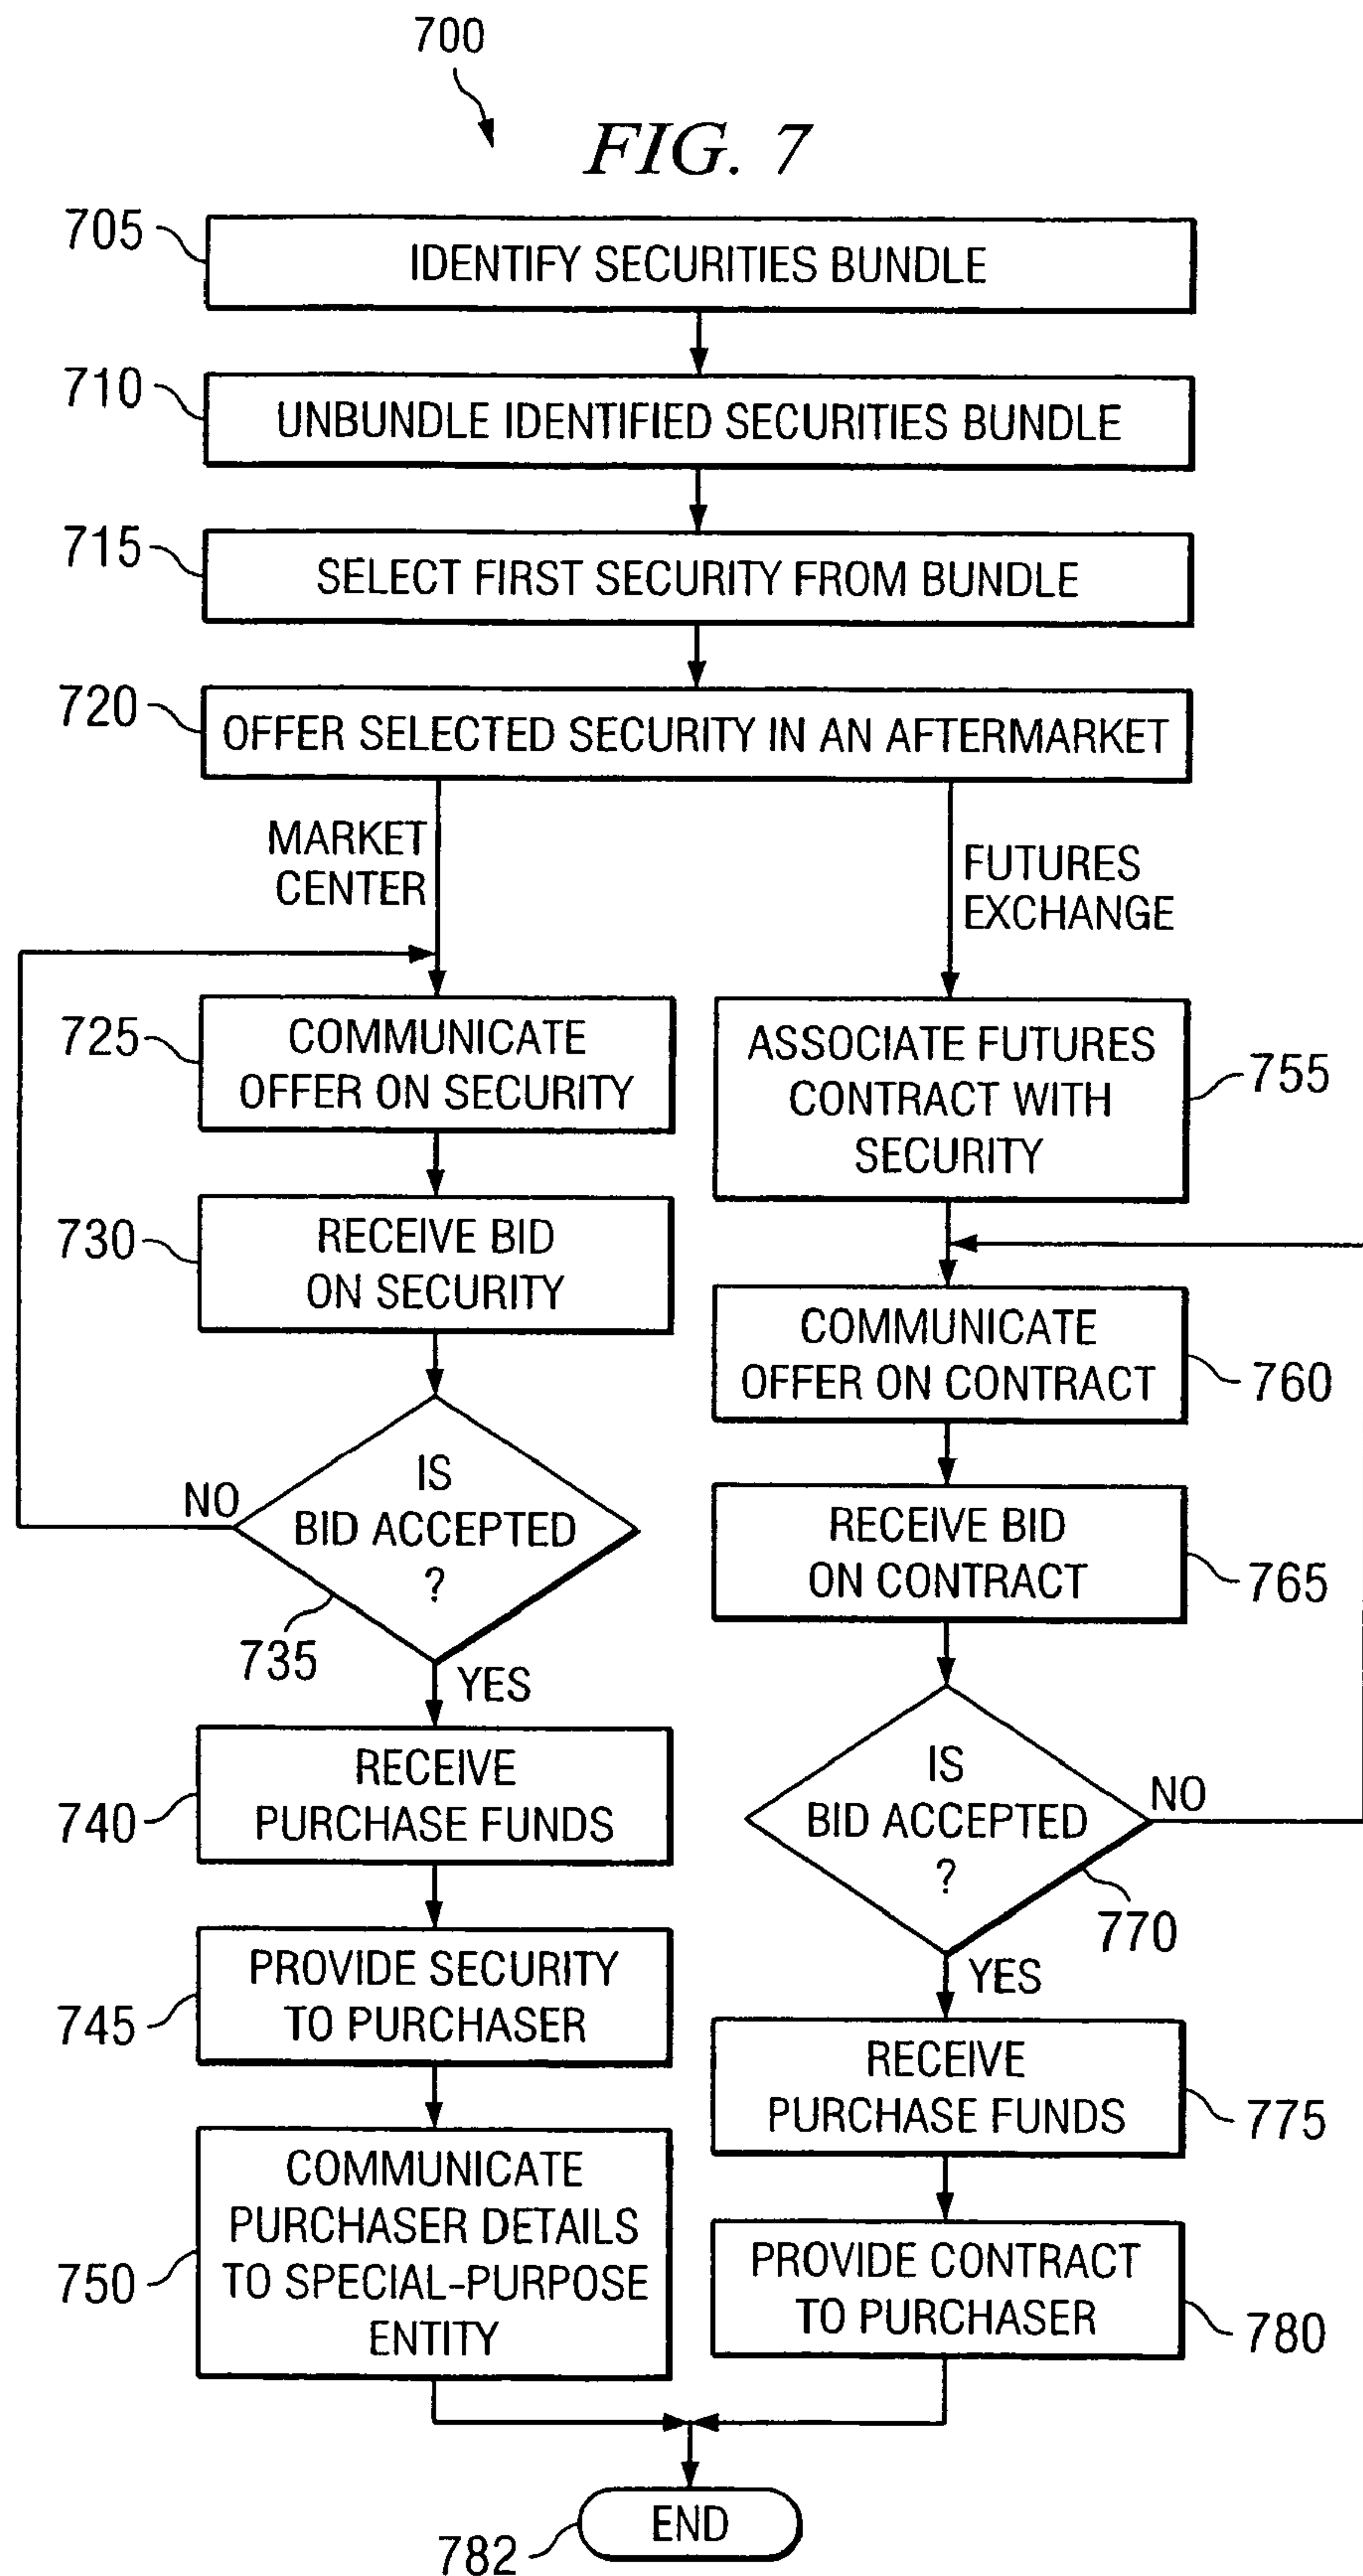 700
FIG. 7
705
IDENTIFY SECURITIES BUNDLE
710
UNBUNDLE IDENTIFIED SECURITIES BUNDLE
715
SELECT FIRST SECURITY FROM BUNDLE
720
OFFER SELECTED SECURITY IN AN AFTERMARKET
MARKET
CENTER
FUTURES
EXCHANGE
725
COMMUNICATE
OFFER ON SECURITY
730
RECEIVE BID
ON SECURITY
IS
BID ACCEPTED
?
NO
735
YES
740
RECEIVE
PURCHASE FUNDS
745
PROVIDE SECURITY
TO PURCHASER
750
COMMUNICATE
PURCHASER DETAILS
TO SPECIAL-PURPOSE
ENTITY
ASSOCIATE FUTURES
CONTRACT WITH
SECURITY
755
COMMUNICATE
OFFER ON CONTRACT
760
RECEIVE BID
ON CONTRACT
765
IS
BID ACCEPTED
?
NO
770
YES
RECEIVE
PURCHASE FUNDS
775
PROVIDE CONTRACT
TO PURCHASER
780
END
782